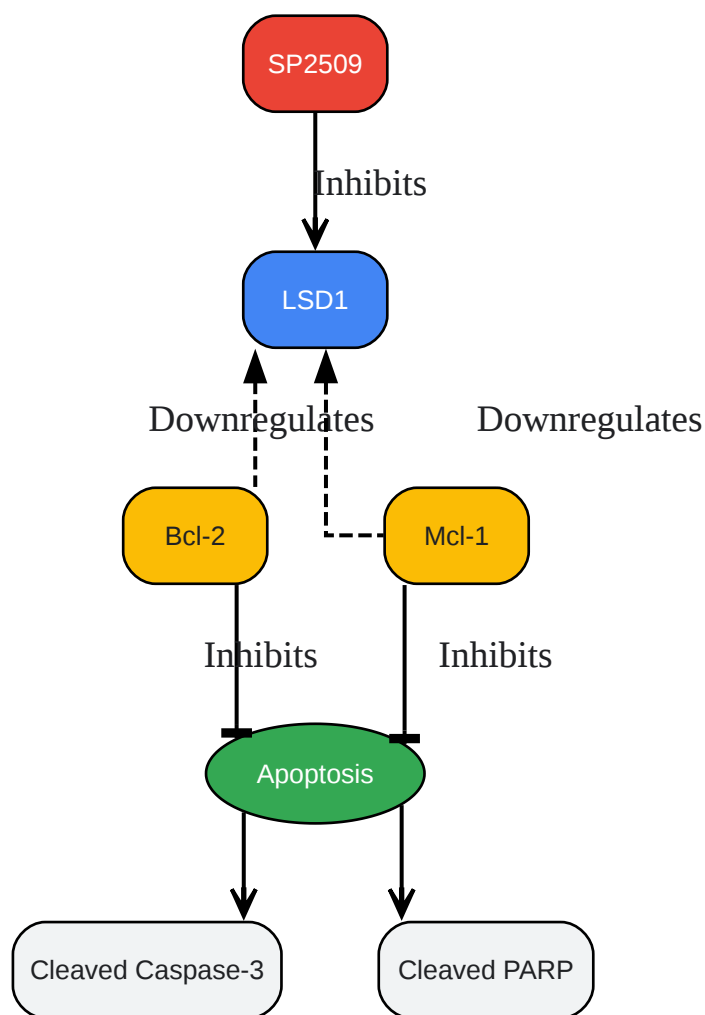 SP2509
Inhibits
LSD1
Downregulates
Downregulates
Bcl-2
Mcl-1
Inhibits
Inhibits
Apoptosis
Cleaved Caspase-3
Cleaved PARP